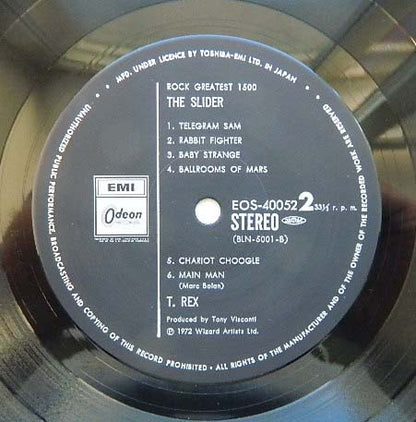 MFD. UNDER LICENCE BY TOSHIBA-EMI LTD. IN JAPAN •
UNAUTHORIZED PUBLIC PERFORMANCE, BROADCASTING AND COPYING OF THIS RECORD PROHIBITED • ALL RIGHTS OF THE MANUFACTURER AND OF THE OWNER OF THE RECORDED WORK ARE RESERVED •
ROCK GREATEST 1500
THE SLIDER
1. TELEGRAM SAM
2. RABBIT FIGHTER
3. BABY STRANGE
4. BALLROOMS OF MARS
EMI
Odeon
EOS-40052 2 33⅓ r. p. m.
STEREO
(BLN-5001-B)
5. CHARIOT CHOOGLE
6. MAIN MAN
(Marc Bolan)
T. REX
Produced by Tony Visconti
Ⓟ 1972 Wizard Artists Ltd.